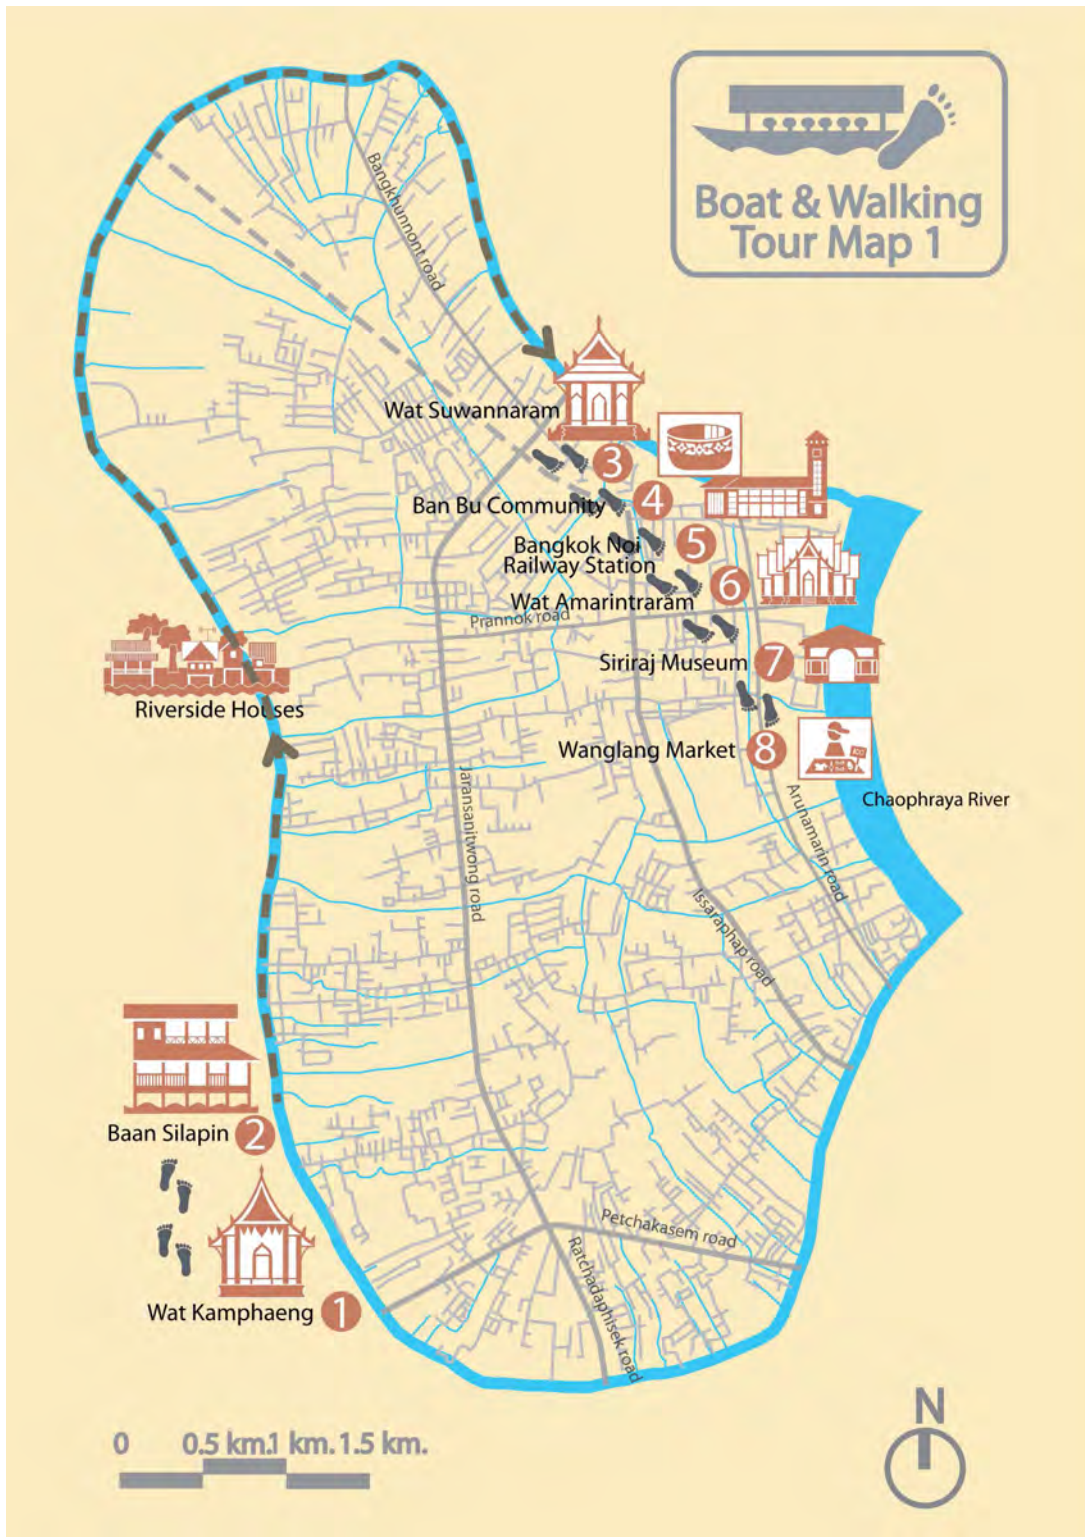 Boat & Walking
Tour Map 1
Bangkhunnont road
Wat Suwannaram
3
Ban Bu Community
4
Bangkok Noi
Railway Station
5
Wat Amarintraram
6
Prannok road
Siriraj Museum
7
Riverside Houses
Wanglang Market
8
Chaophraya River
Jaransanitwong road
Arunamarin road
Issaraphap road
Baan Silapin
2
Petchakasem road
Ratchadaphisek road
Wat Kamphaeng
1
N
0 0.5 km. 1 km. 1.5 km.